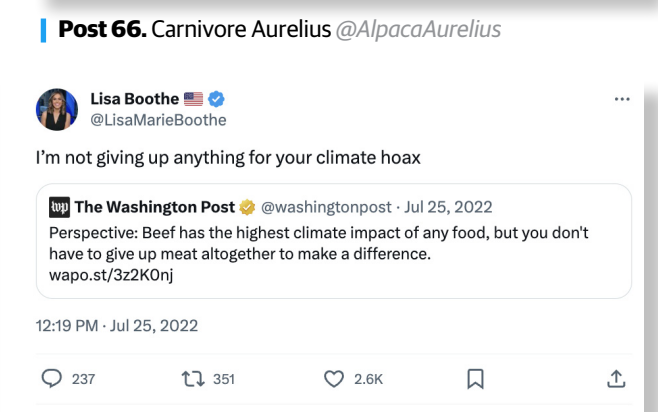 Post 66. Carnivore Aurelius @AlpacaAurelius
Lisa Boothe 🇺🇸
@LisaMarieBoothe
I'm not giving up anything for your climate hoax
wp The Washington Post @washingtonpost · Jul 25, 2022
Perspective: Beef has the highest climate impact of any food, but you don't
have to give up meat altogether to make a difference.
wapo.st/3z2K0nj
12:19 PM · Jul 25, 2022
237 351 2.6K